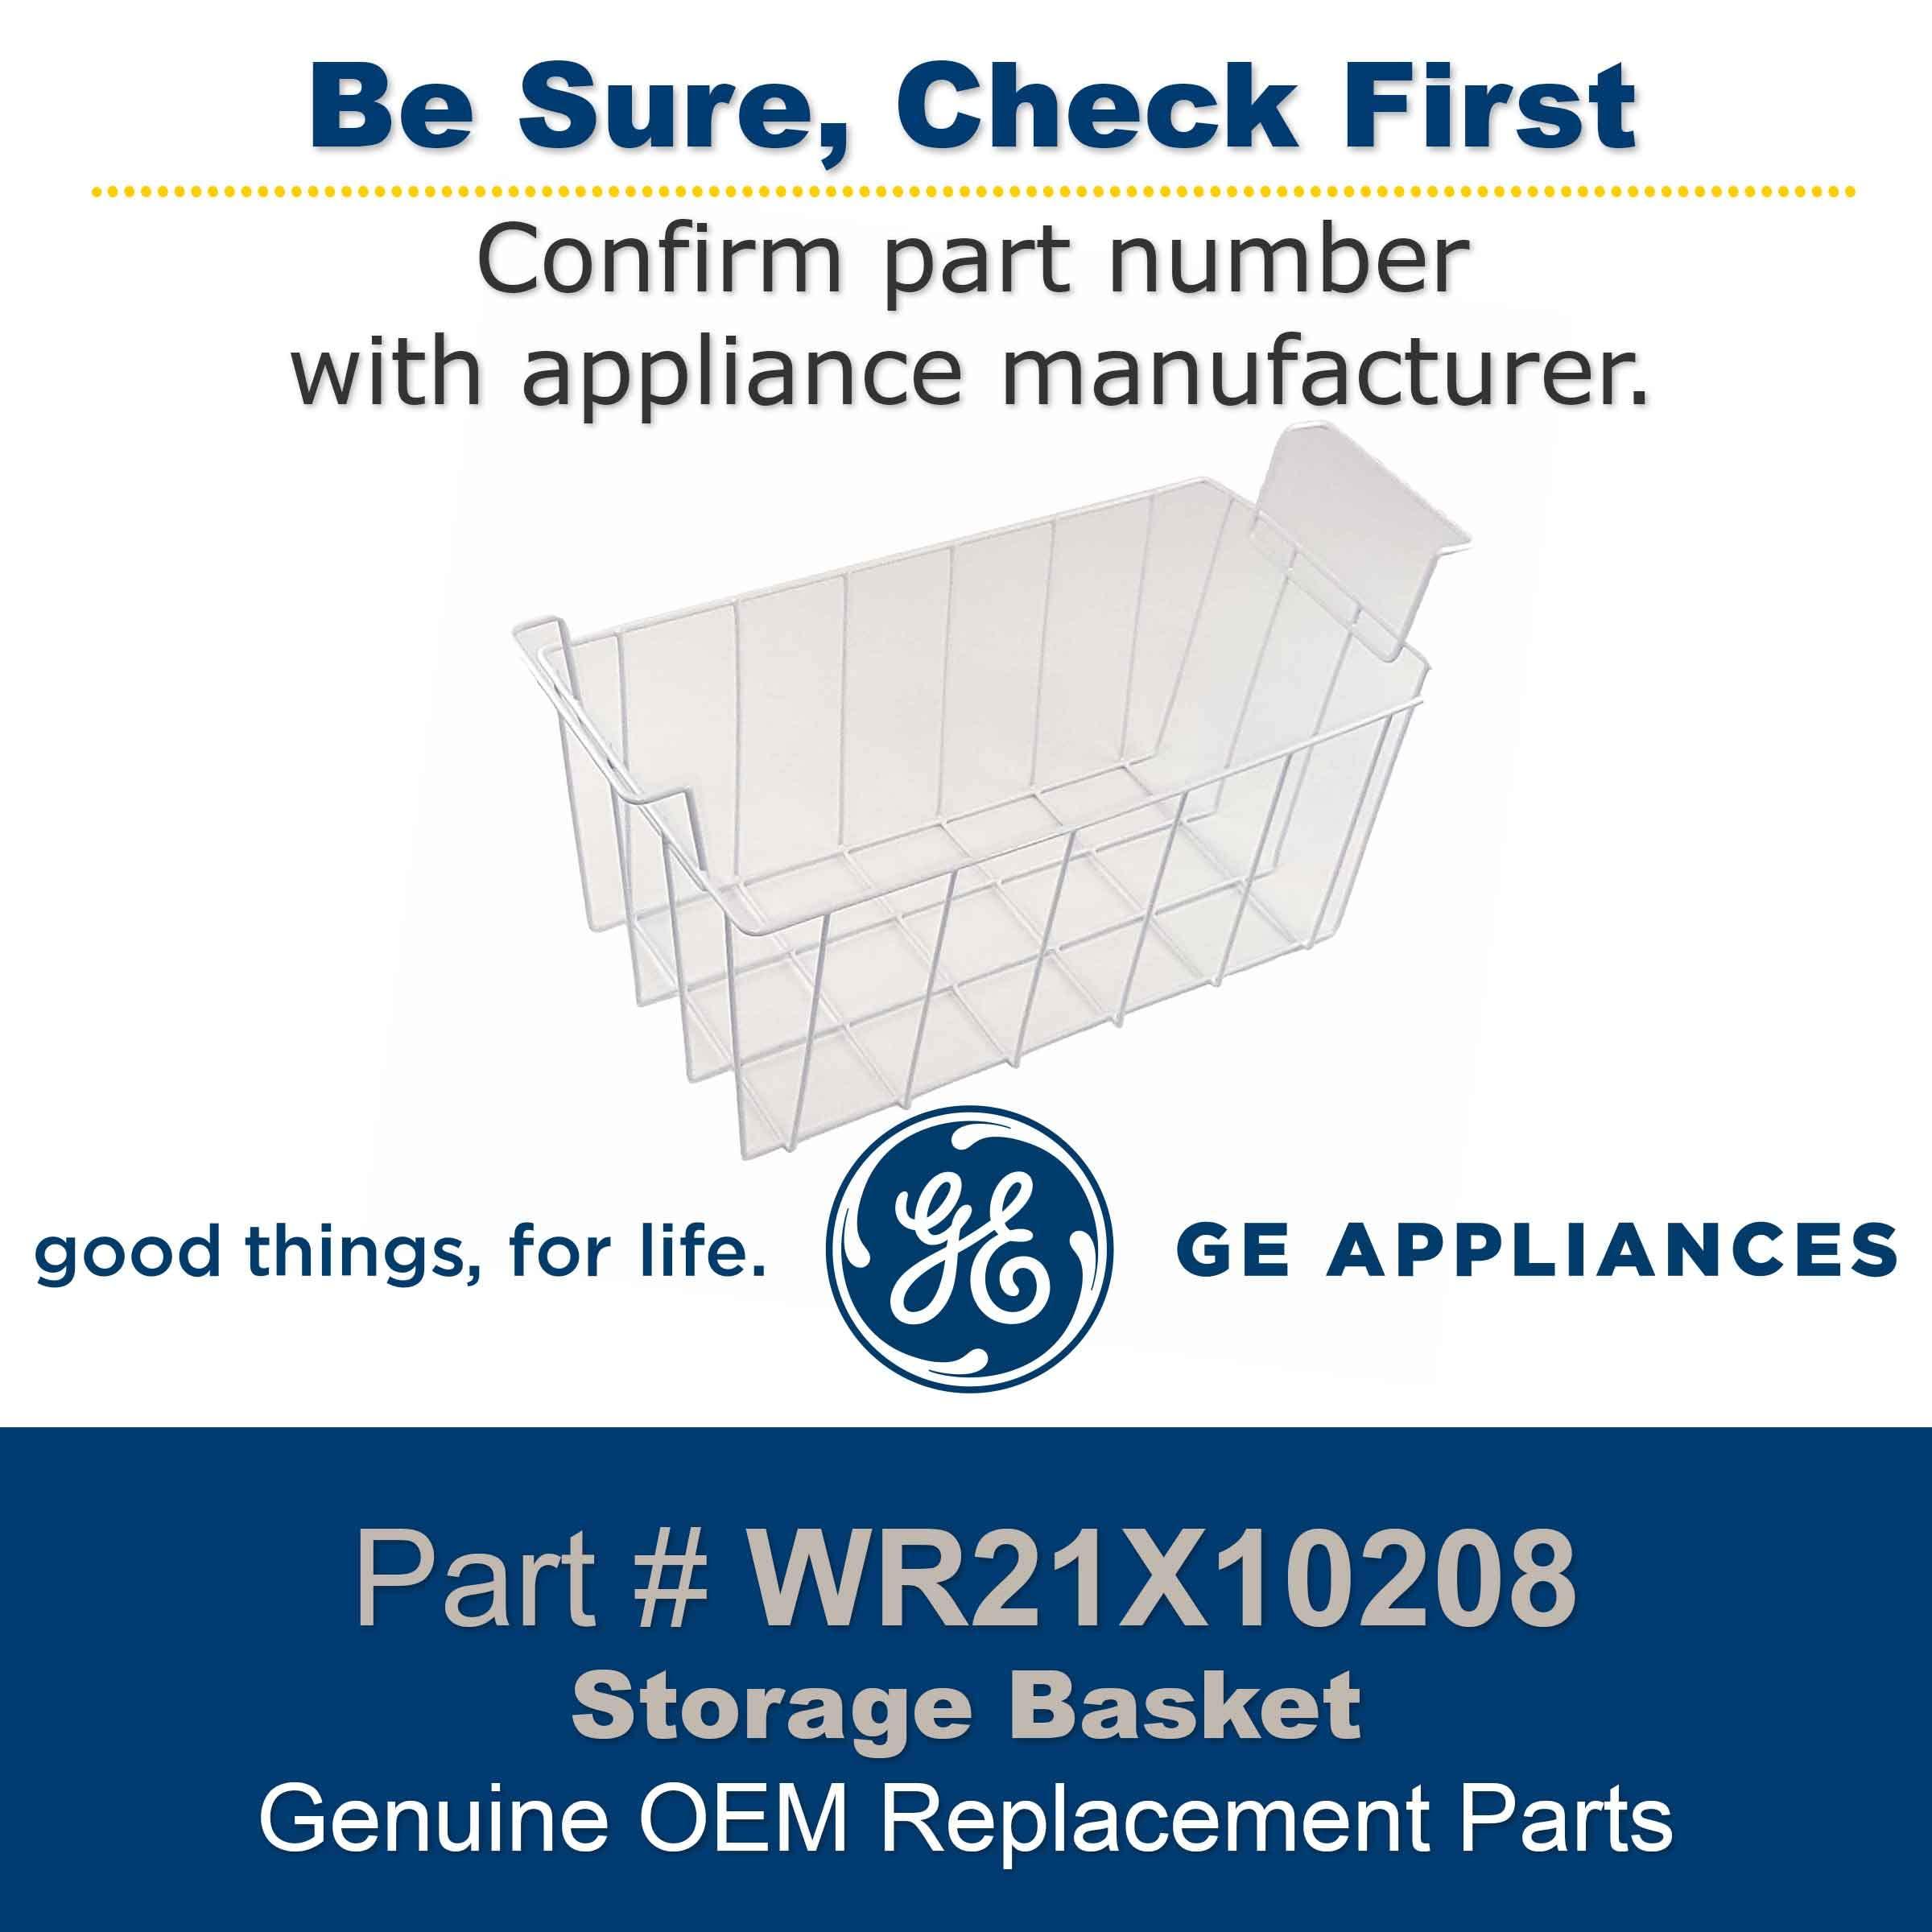 Be Sure, Check First
Confirm part number
with appliance manufacturer.
good things, for life.
GE
GE APPLIANCES
Part # WR21X10208
Storage Basket
Genuine OEM Replacement Parts